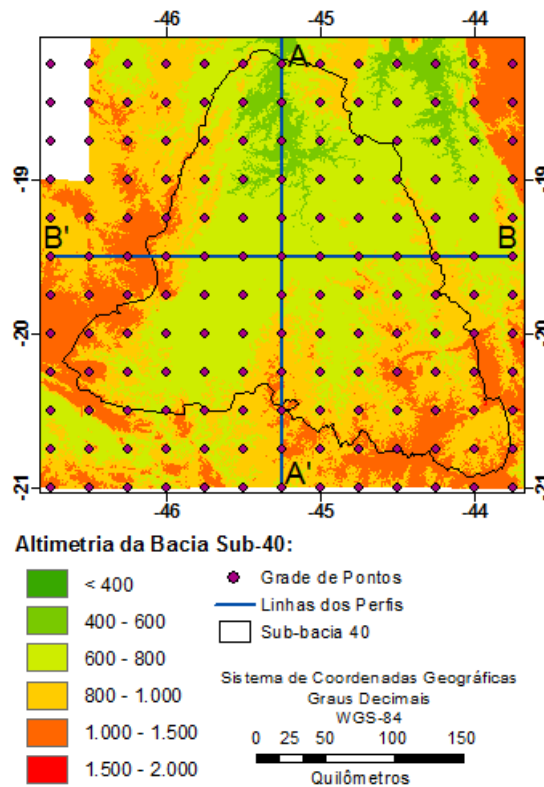 -46 -45 -44
A
-19
-19
B' B
-20
-20
-21
-21
A'
-46 -45 -44
Altimetria da Bacia Sub-40:
< 400
400 - 600
600 - 800
800 - 1.000
1.000 - 1.500
1.500 - 2.000
Grade de Pontos
Linhas dos Perfis
Sub-bacia 40
Sistema de Coordenadas Geográficas
Graus Decimais
WGS-84
0 25 50 100 150
Quilômetros